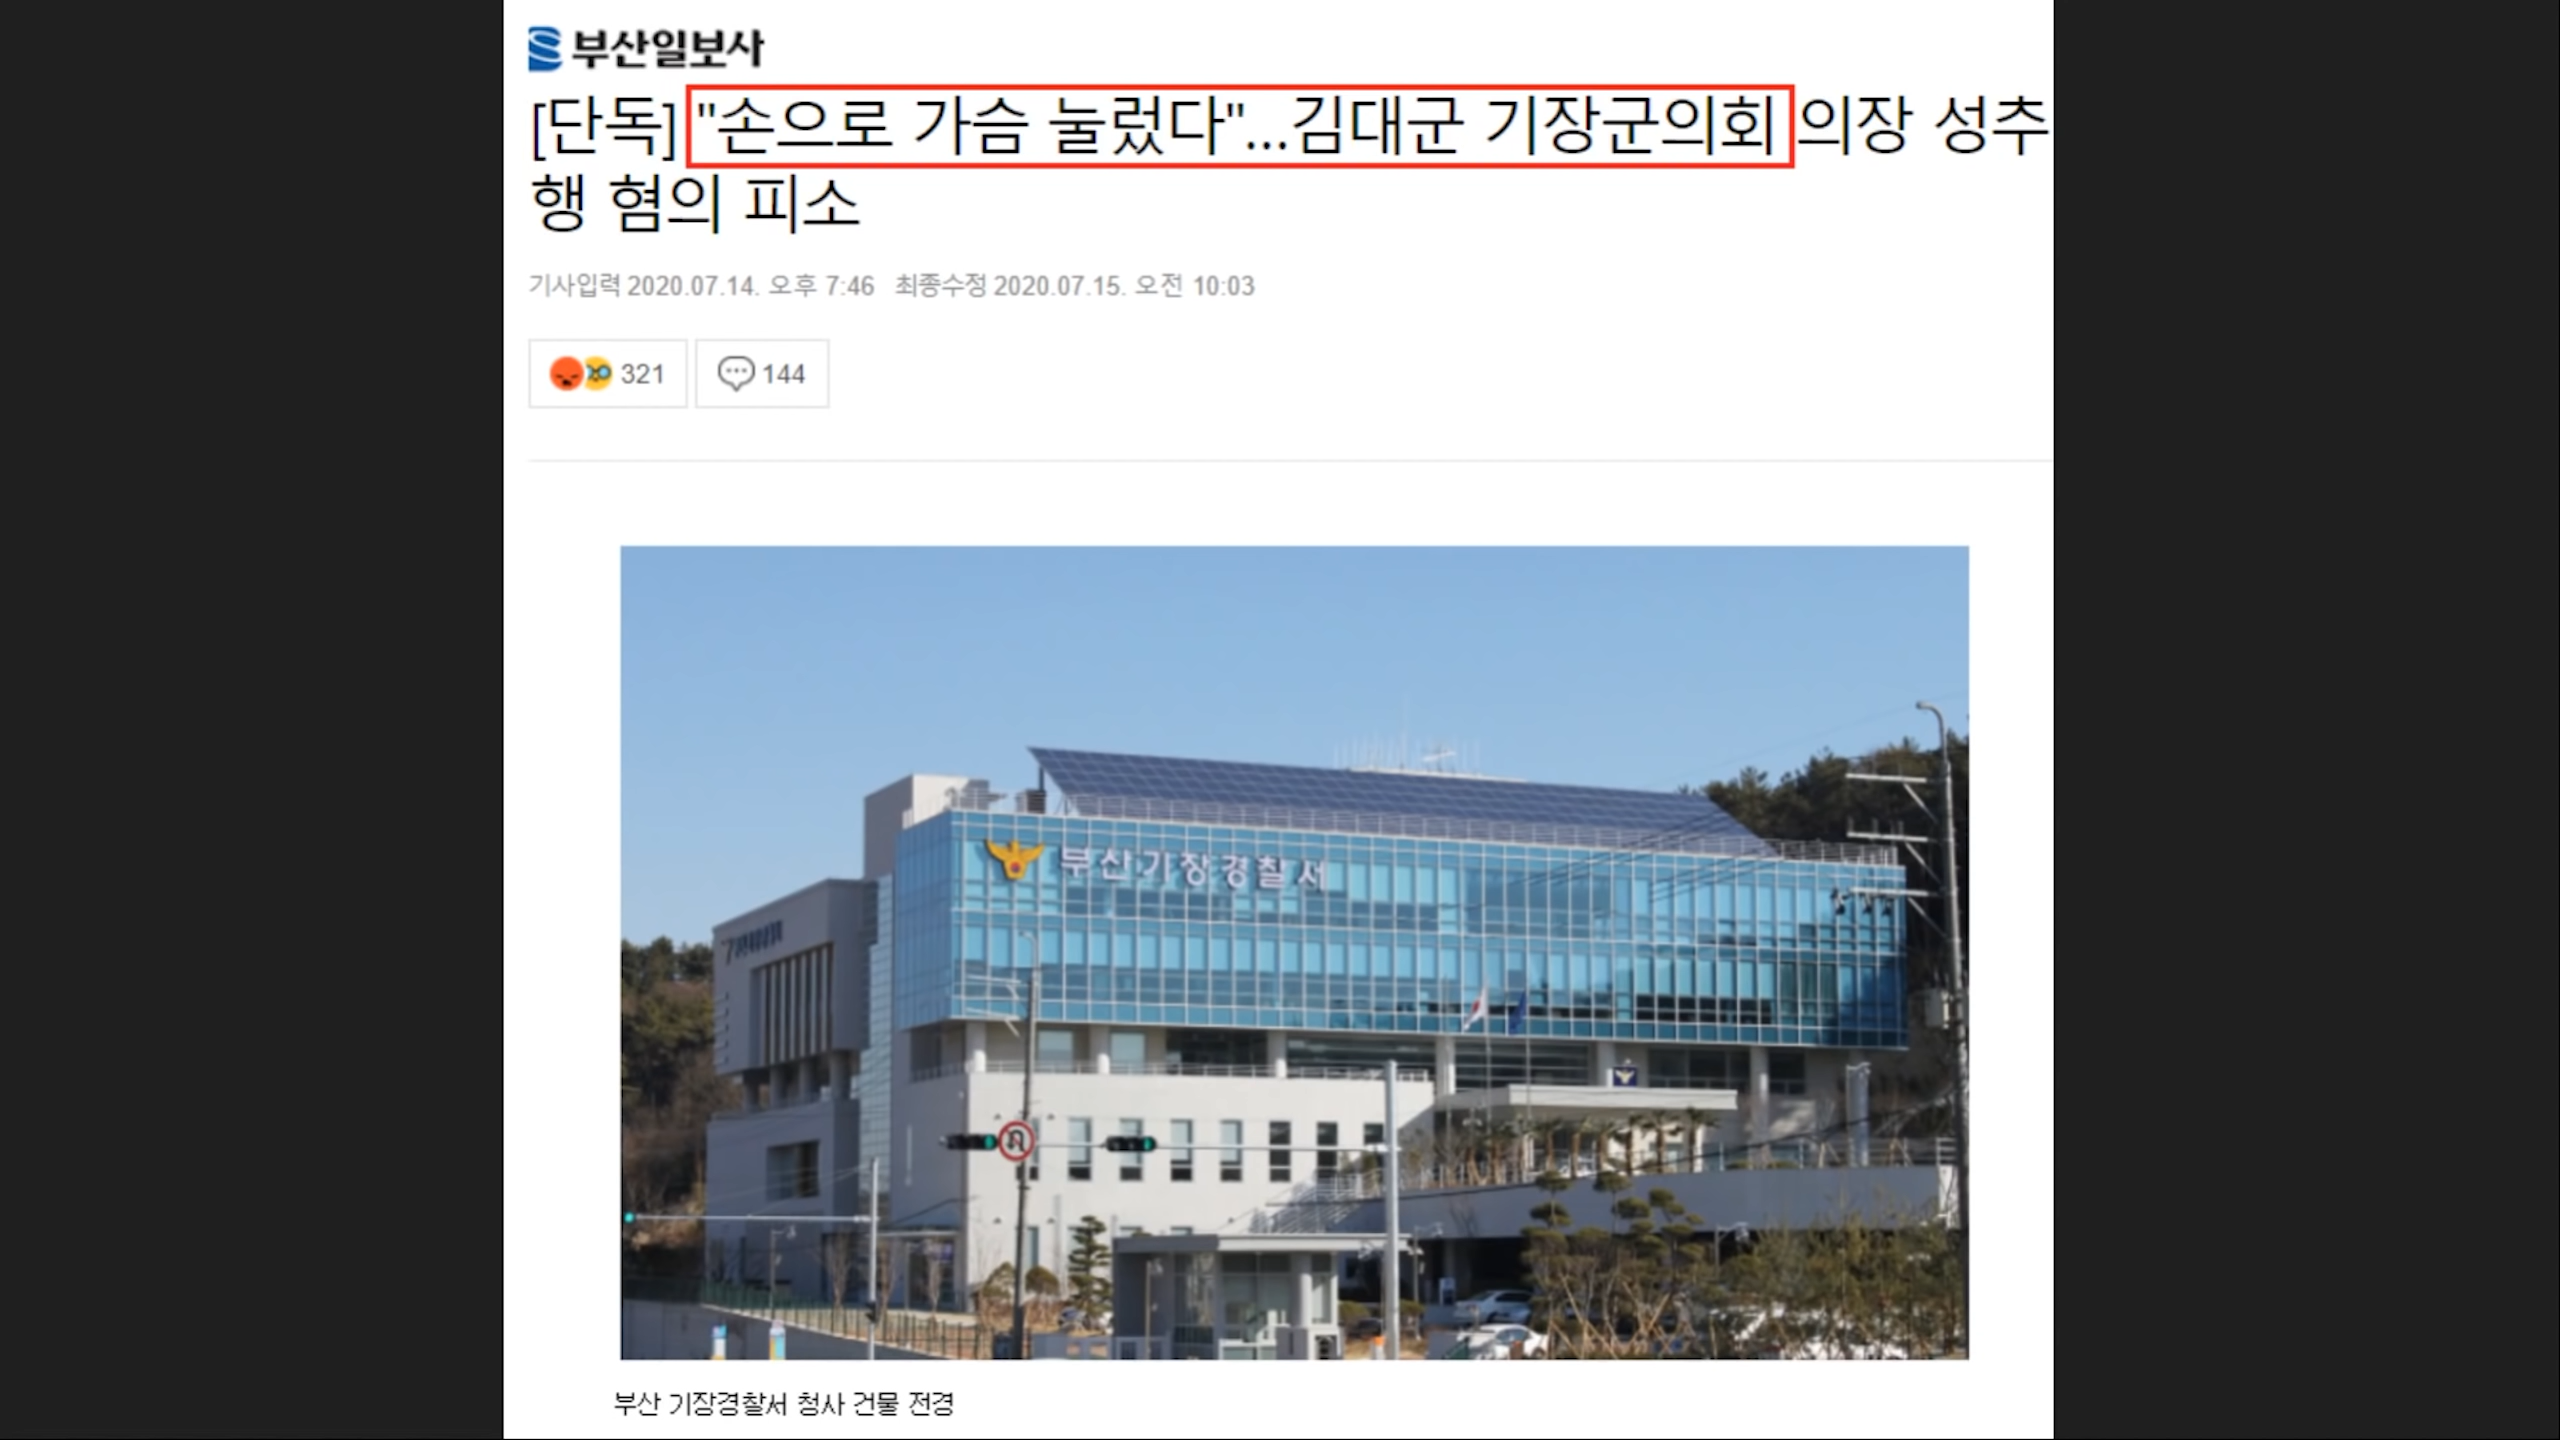 부산일보사
[단독] "손으로 가슴 눌렀다"...김대군 기장군의회 의장 성추
행 혐의 피소
기사입력 2020.07.14. 오후 7:46 최종수정 2020.07.15. 오전 10:03
321 144
부산기장경찰서
부산 기장경찰서 청사 건물 전경